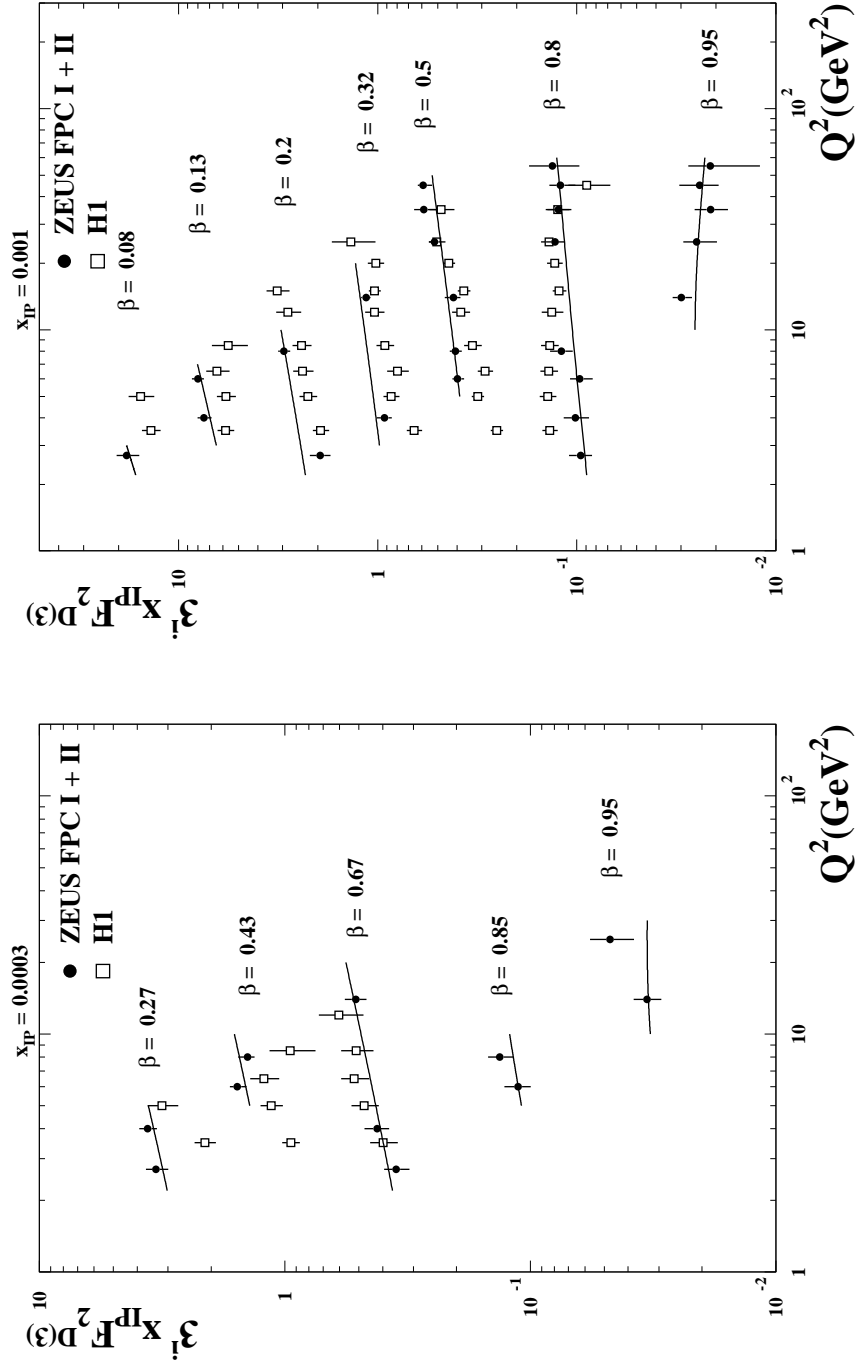 x_IP = 0.0003
● ZEUS FPC I + II
□ H1
β = 0.27
β = 0.43
β = 0.67
β = 0.85
β = 0.95
3^i x_IP F_2^D(3)
10
1
10^-1
10^-2
1
10
10^2
Q^2(GeV^2)
x_IP = 0.001
● ZEUS FPC I + II
□ H1
β = 0.08
β = 0.13
β = 0.2
β = 0.32
β = 0.5
β = 0.8
β = 0.95
3^i x_IP F_2^D(3)
10
1
10^-1
10^-2
1
10
10^2
Q^2(GeV^2)